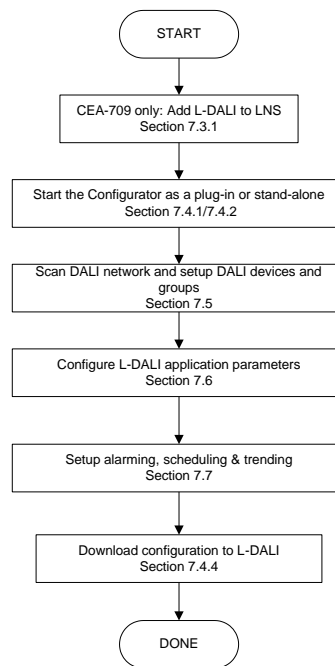 START
CEA-709 only: Add L-DALI to LNS
Section 7.3.1
Start the Configurator as a plug-in or stand-alone
Section 7.4.1/7.4.2
Scan DALI network and setup DALI devices and
groups
Section 7.5
Configure L-DALI application parameters
Section 7.6
Setup alarming, scheduling & trending
Section 7.7
Download configuration to L-DALI
Section 7.4.4
DONE